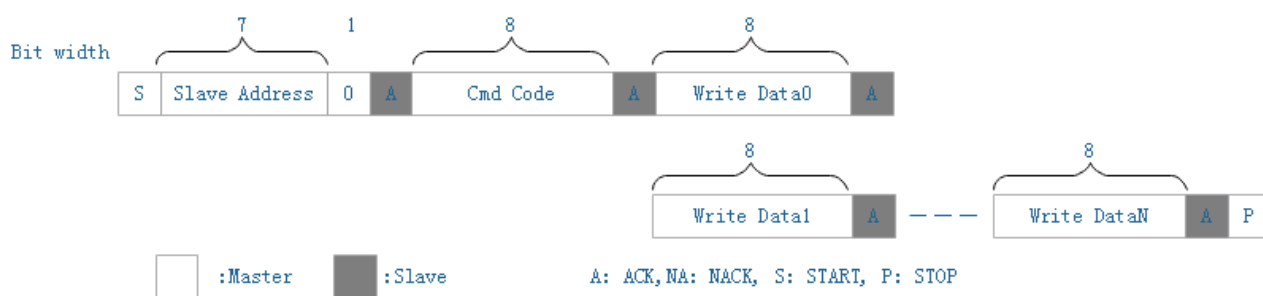 7 1 8 8
Bit width
S Slave Address 0 A Cmd Code A Write Data0 A
8 8
Write Data1 A --- Write DataN A P
:Master :Slave A: ACK,NA: NACK, S: START, P: STOP